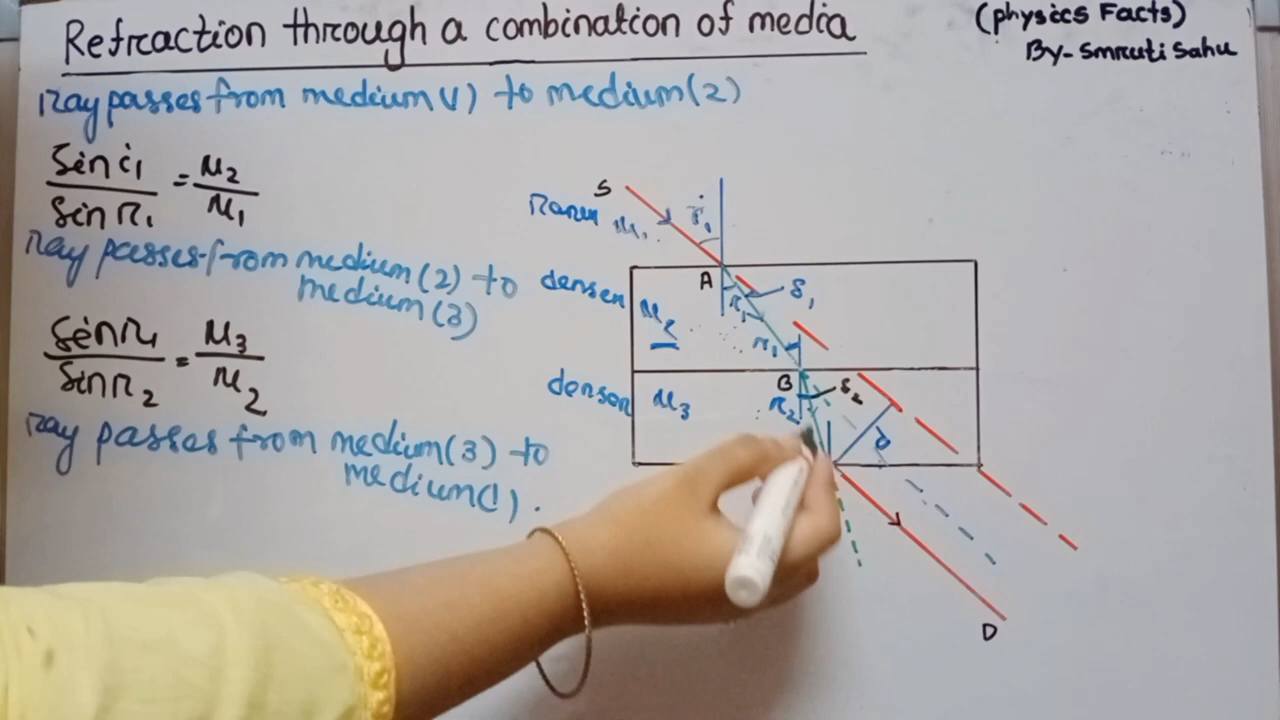 Refraction through a combination of media
(Physics Facts)
By-Smruti Sahu
Ray passes from medium(1) to medium(2)
Sin i1
Sin r1
=
μ2
μ1
Ray passes from medium(2) to
medium(3)
Sin r1
Sin r2
=
μ3
μ2
Ray passes from medium(3) to
medium(1).
S
Rarer μ1
i1
A
δ1
r1
denser μ2
r1
B
δ2
denser μ3
r2
D